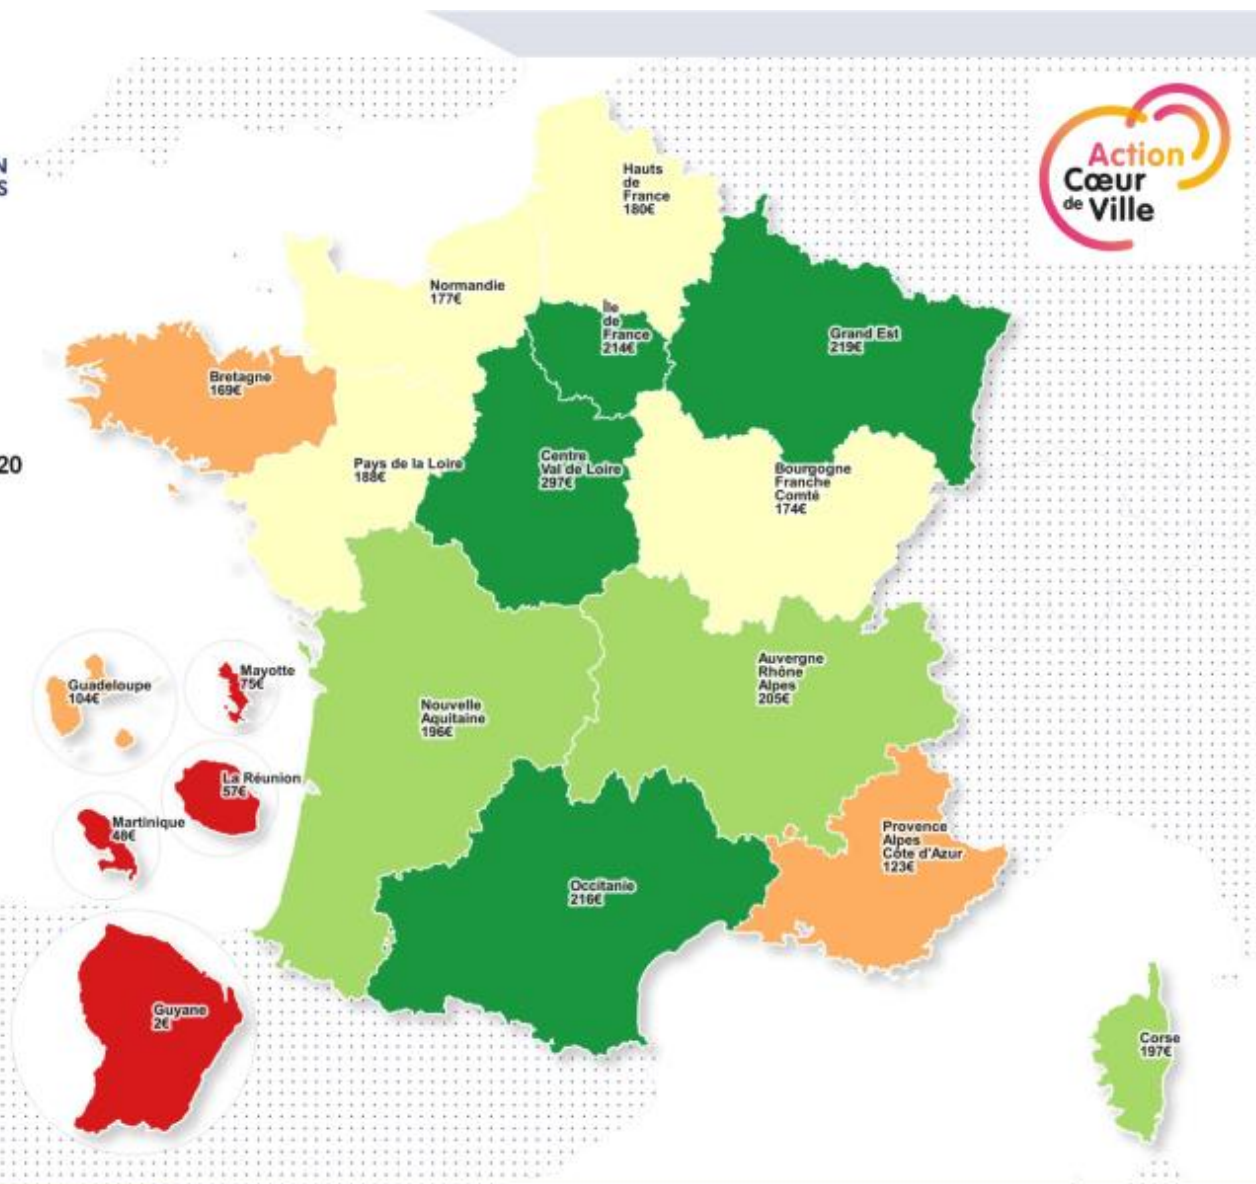 N
S
20
Action
Cœur
de Ville
Hauts
de
France
180€
Normandie
177€
Île
de
France
214€
Grand Est
219€
Bretagne
169€
Pays de la Loire
188€
Centre
Val de Loire
297€
Bourgogne
Franche
Comté
174€
Guadeloupe
104€
Mayotte
75€
Nouvelle
Aquitaine
196€
Auvergne
Rhône
Alpes
205€
La Réunion
57€
Martinique
48€
Provence
Alpes
Côte d'Azur
123€
Occitanie
216€
Guyane
2€
Corse
197€